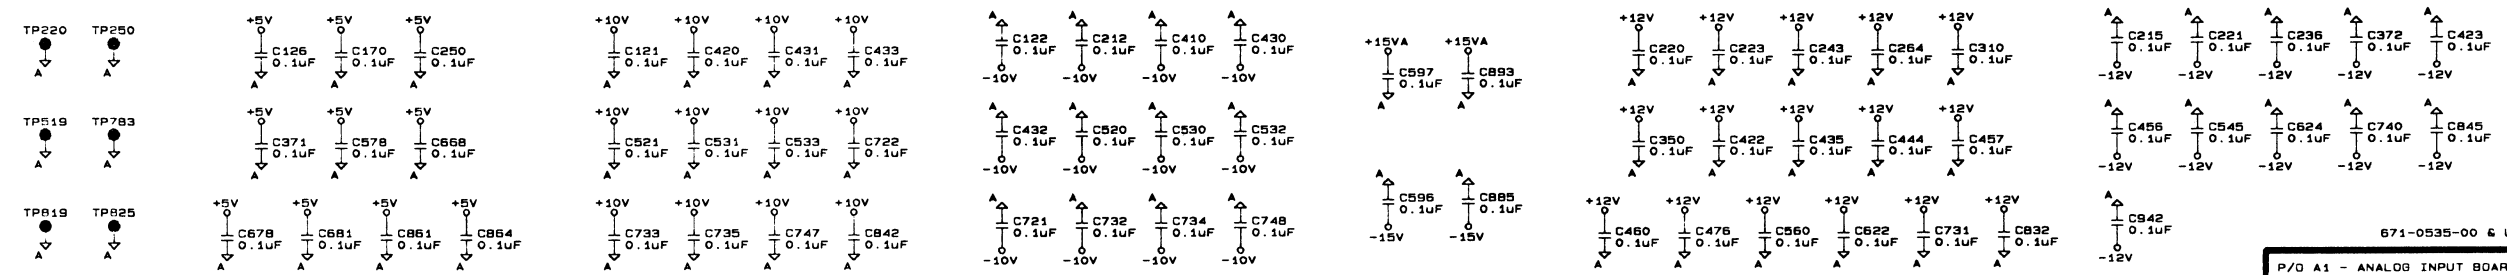 TP220 TP250
A A
+5V +5V +5V
C126 C170 C250
0.1uF 0.1uF 0.1uF
A A A
+10V +10V +10V +10V
C121 C420 C431 C433
0.1uF 0.1uF 0.1uF 0.1uF
A A A A
A A A A
C122 C212 C410 C430
0.1uF 0.1uF 0.1uF 0.1uF
-10V -10V -10V -10V
+15VA +15VA
C597 C893
0.1uF 0.1uF
A A
+12V +12V +12V +12V +12V
C220 C223 C243 C264 C310
0.1uF 0.1uF 0.1uF 0.1uF 0.1uF
A A A A A
A A A A A
C215 C221 C236 C372 C423
0.1uF 0.1uF 0.1uF 0.1uF 0.1uF
-12V -12V -12V -12V -12V
TP519 TP783
A A
+5V +5V +5V
C371 C578 C668
0.1uF 0.1uF 0.1uF
A A A
+10V +10V +10V +10V
C521 C531 C533 C722
0.1uF 0.1uF 0.1uF 0.1uF
A A A A
A A A A
C432 C520 C530 C532
0.1uF 0.1uF 0.1uF 0.1uF
-10V -10V -10V -10V
+12V +12V +12V +12V +12V
C350 C422 C435 C444 C457
0.1uF 0.1uF 0.1uF 0.1uF 0.1uF
A A A A A
A A A A A
C456 C545 C624 C740 C845
0.1uF 0.1uF 0.1uF 0.1uF 0.1uF
-12V -12V -12V -12V -12V
TP819 TP825
A A
+5V +5V +5V +5V
C678 C681 C861 C864
0.1uF 0.1uF 0.1uF 0.1uF
A A A A
+10V +10V +10V +10V
C733 C735 C747 C842
0.1uF 0.1uF 0.1uF 0.1uF
A A A A
A A A A
C721 C732 C734 C748
0.1uF 0.1uF 0.1uF 0.1uF
-10V -10V -10V -10V
A A
C596 C885
0.1uF 0.1uF
-15V -15V
+12V +12V +12V +12V +12V +12V
C460 C476 C560 C622 C731 C832
0.1uF 0.1uF 0.1uF 0.1uF 0.1uF 0.1uF
A A A A A A
A
C942
0.1uF
-12V
671-0535-00 &
P/O A1 - ANALOG INPUT BOAR